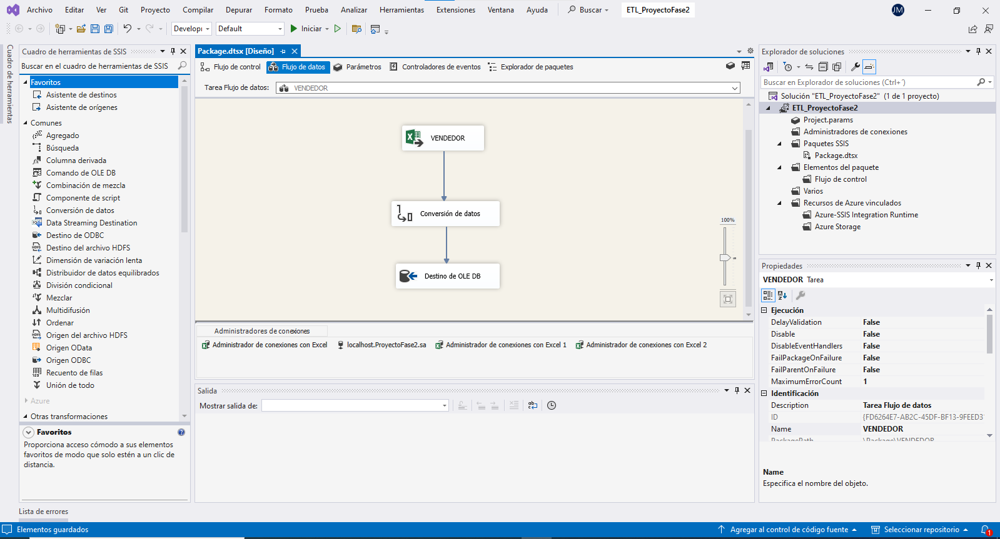 Archivo Editar Ver Git Proyecto Compilar Depurar Formato Prueba Analizar Herramientas Extensiones Ventana Ayuda Buscar ETL_ProyectoFase2 JM
Develop Default Iniciar
Cuadro de herramientas
Cuadro de herramientas de SSIS
Buscar en el cuadro de herramientas de SSIS
Favoritos
Asistente de destinos
Asistente de orígenes
Comunes
Agregado
Búsqueda
Columna derivada
Comando de OLE DB
Combinación de mezcla
Componente de script
Conversión de datos
Data Streaming Destination
Destino de ODBC
Destino del archivo HDFS
Dimensión de variación lenta
Distribuidor de datos equilibrados
División condicional
Mezclar
Multidifusión
Ordenar
Origen del archivo HDFS
Origen OData
Origen ODBC
Recuento de filas
Unión de todo
Azure
Otras transformaciones
Favoritos
Proporciona acceso cómodo a sus elementos
favoritos de modo que solo estén a un clic de
distancia.
Package.dtsx [Diseño]
Flujo de control Flujo de datos Parámetros Controladores de eventos Explorador de paquetes
Tarea Flujo de datos: VENDEDOR
VENDEDOR
Conversión de datos
Destino de OLE DB
100%
Administradores de conexiones
Administrador de conexiones con Excel localhost.ProyectoFase2.sa Administrador de conexiones con Excel 1 Administrador de conexiones con Excel 2
Salida
Mostrar salida de:
Explorador de soluciones
Buscar en Explorador de soluciones (Ctrl+´)
Solución "ETL_ProyectoFase2" (1 de 1 proyecto)
ETL_ProyectoFase2
Project.params
Administradores de conexiones
Paquetes SSIS
Package.dtsx
Elementos del paquete
Flujo de control
Varios
Recursos de Azure vinculados
Azure-SSIS Integration Runtime
Azure Storage
Propiedades
VENDEDOR Tarea
Ejecución
DelayValidation False
Disable False
DisableEventHandlers False
FailPackageOnFailure False
FailParentOnFailure False
MaximumErrorCount 1
Identificación
Description Tarea Flujo de datos
ID {FD6264E7-AB2C-45DF-BF13-9FEED3
Name VENDEDOR
PackagePath \Package\VENDEDOR
Name
Especifica el nombre del objeto.
Lista de errores
Elementos guardados Agregar al control de código fuente Seleccionar repositorio 1